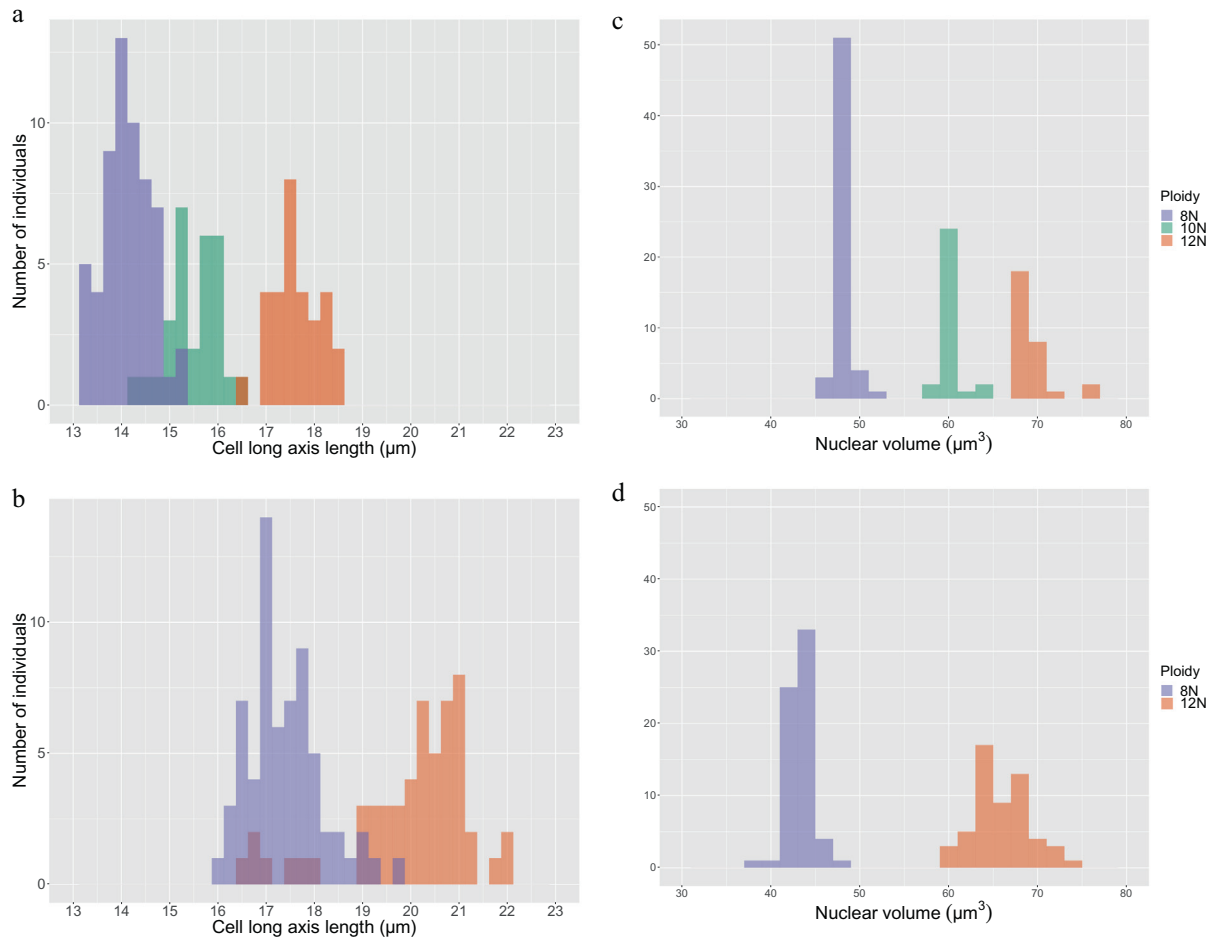 a
Number of individuals
10
5
0
13 14 15 16 17 18 19 20 21 22 23
Cell long axis length (µm)
c
50
40
30
20
10
0
30 40 50 60 70 80
Nuclear volume (µm³)
Ploidy
8N
10N
12N
b
Number of individuals
10
5
0
13 14 15 16 17 18 19 20 21 22 23
Cell long axis length (µm)
d
50
40
30
20
10
0
30 40 50 60 70 80
Nuclear volume (µm³)
Ploidy
8N
12N